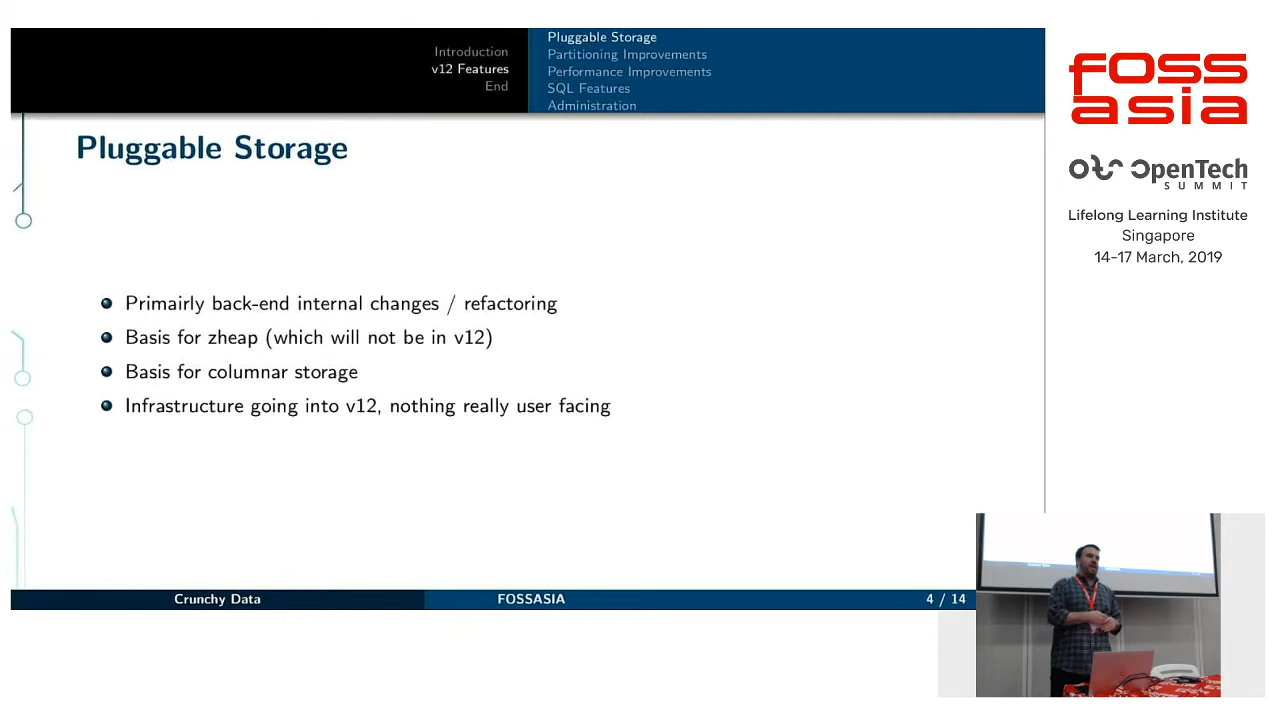 Introduction
v12 Features
End
Pluggable Storage
Partitioning Improvements
Performance Improvements
SQL Features
Administration
Pluggable Storage
Primairly back-end internal changes / refactoring
Basis for zheap (which will not be in v12)
Basis for columnar storage
Infrastructure going into v12, nothing really user facing
Crunchy Data
FOSSASIA
4 / 14
FOSS
asia
OpenTech
SUMMIT
Lifelong Learning Institute
Singapore
14-17 March, 2019